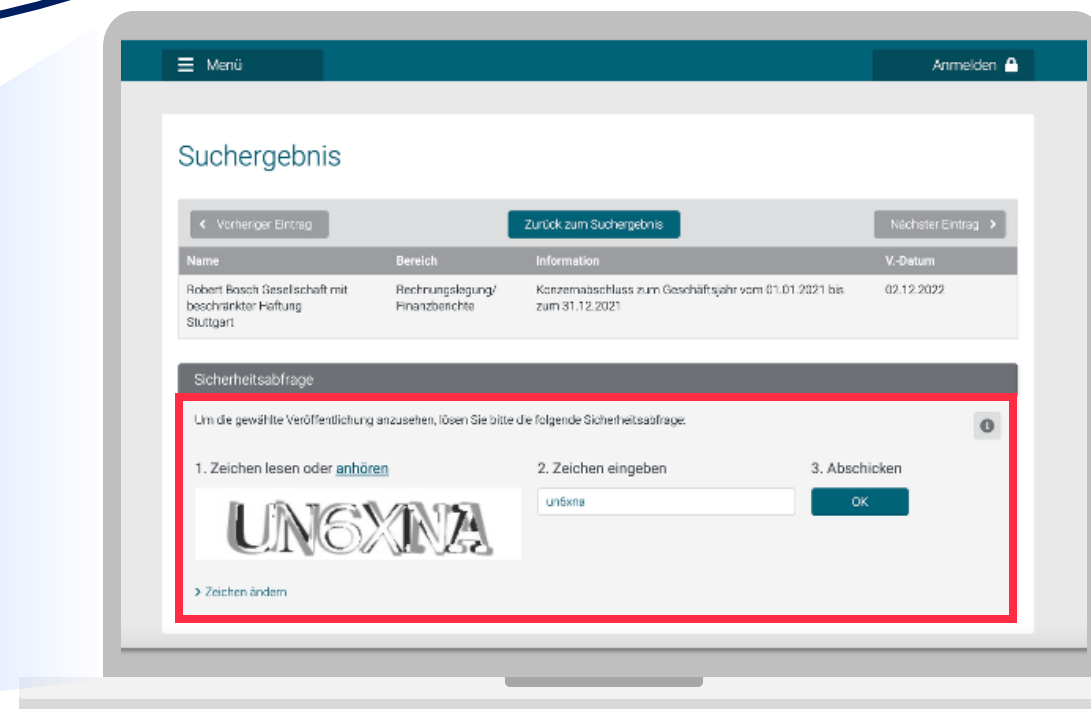 Menü
Anmelden
Suchergebnis
Vorheriger Eintrag
Zurück zum Suchergebnis
Nächster Eintrag
Name Bereich Information V.-Datum
Robert Bosch Gesellschaft mit
beschränkter Haftung
Stuttgart
Rechnungslegung/
Finanzberichte
Konzernabschluss zum Geschäftsjahr vom 01.01.2021 bis
zum 31.12.2021
02.12.2022
Sicherheitsabfrage
Um die gewählte Veröffentlichung anzusehen, lösen Sie bitte die folgende Sicherheitsabfrage:
1. Zeichen lesen oder anhören
2. Zeichen eingeben
3. Abschicken
UN6XNA
un6xna
OK
Zeichen ändern